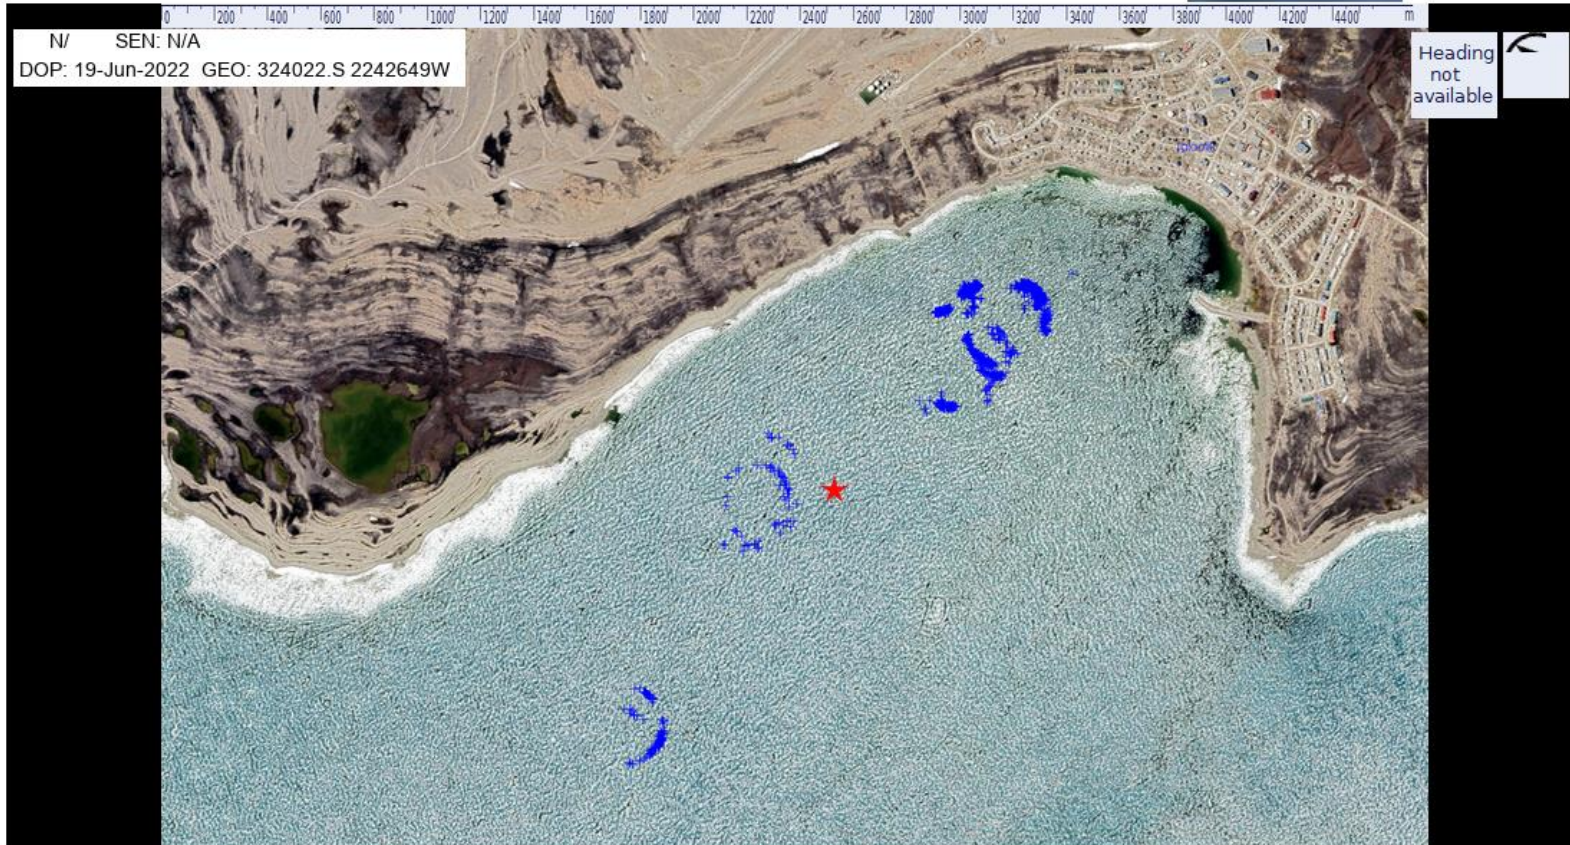 0 200 400 600 800 1000 1200 1400 1600 1800 2000 2200 2400 2600 2800 3000 3200 3400 3600 3800 4000 4200 4400 m
N/ SEN: N/A
DOP: 19-Jun-2022 GEO: 324022.S 2242649W
Heading
not
available